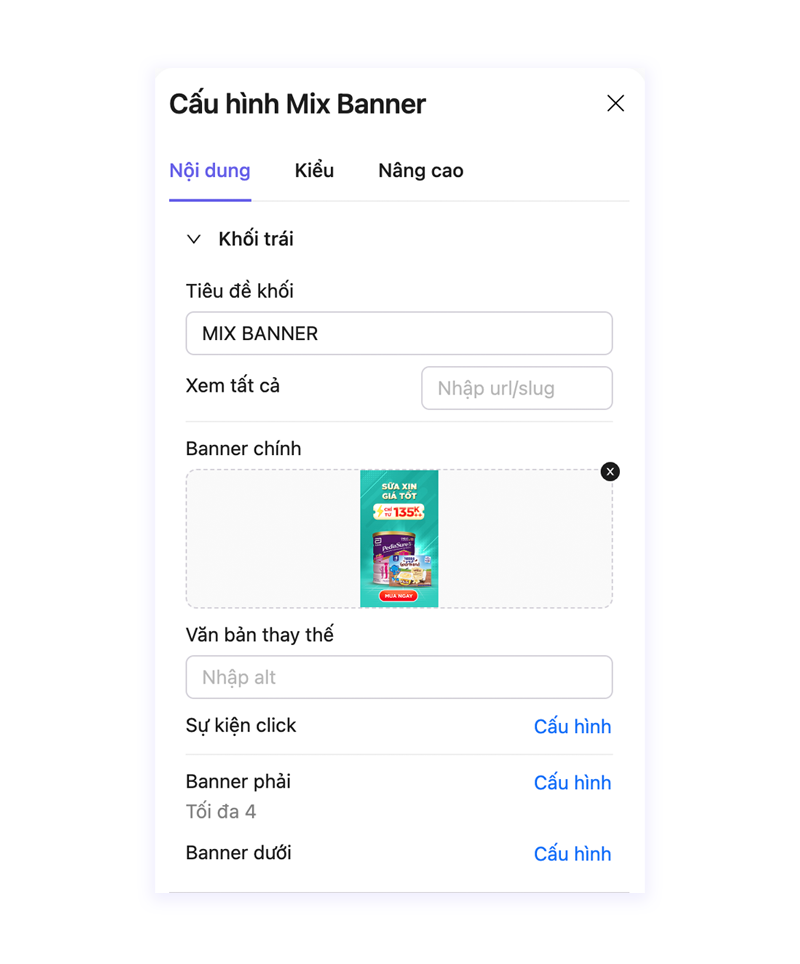 Cấu hình Mix Banner
Nội dung Kiểu Nâng cao
Khối trái
Tiêu đề khối
MIX BANNER
Xem tất cả Nhập url/slug
Banner chính
SỮA XIN
GIÁ TỐT
CHỈ TỪ 135K
PediaSure
MUA NGAY
Văn bản thay thế
Nhập alt
Sự kiện click Cấu hình
Banner phải Cấu hình
Tối đa 4
Banner dưới Cấu hình